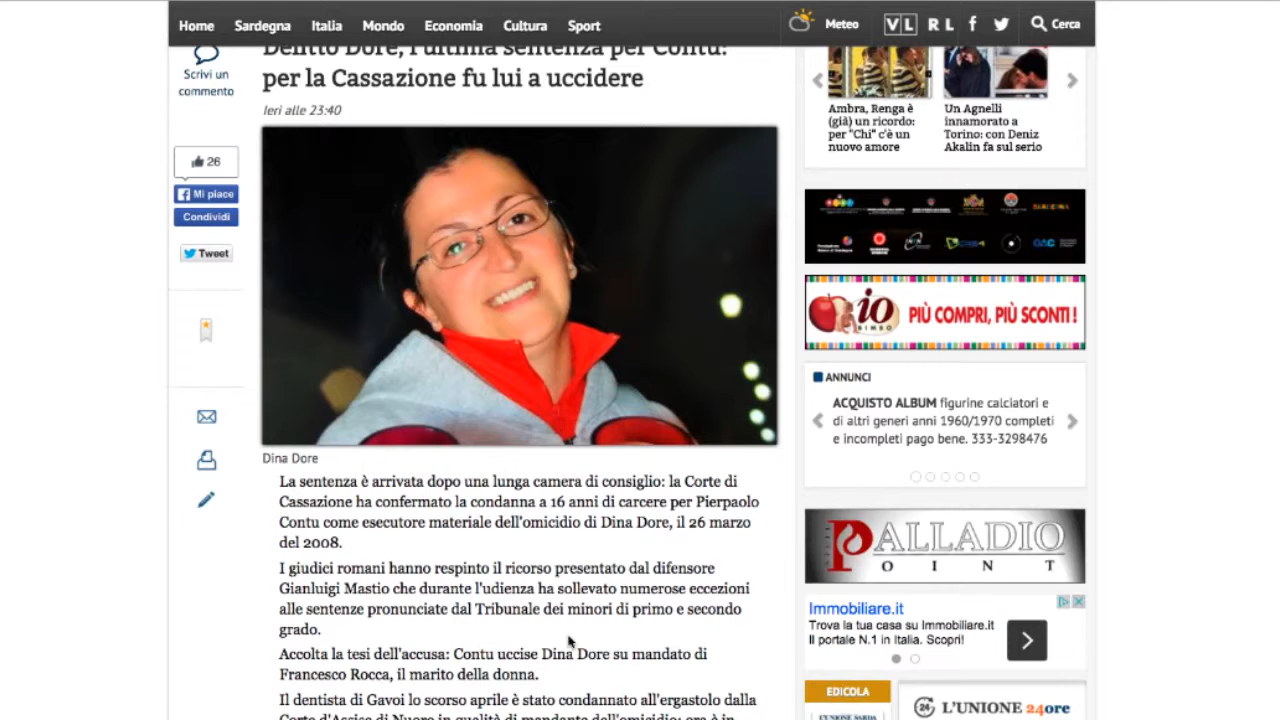 Home Sardegna Italia Mondo Economia Cultura Sport Meteo VL RL Cerca
Delitto Dore, l'ultima sentenza per Contu:
per la Cassazione fu lui a uccidere
Ieri alle 23:40
Scrivi un
commento
26
Mi piace
Condividi
Tweet
Dina Dore
La sentenza è arrivata dopo una lunga camera di consiglio: la Corte di
Cassazione ha confermato la condanna a 16 anni di carcere per Pierpaolo
Contu come esecutore materiale dell'omicidio di Dina Dore, il 26 marzo
del 2008.
I giudici romani hanno respinto il ricorso presentato dal difensore
Gianluigi Mastio che durante l'udienza ha sollevato numerose eccezioni
alle sentenze pronunciate dal Tribunale dei minori di primo e secondo
grado.
Accolta la tesi dell'accusa: Contu uccise Dina Dore su mandato di
Francesco Rocca, il marito della donna.
Il dentista di Gavoi lo scorso aprile è stato condannato all'ergastolo dalla
Corte d'Assise di Nuoro in qualità di mandante dell'omicidio: ora è in
Ambra, Renga è
(già) un ricordo:
per "Chi" c'è un
nuovo amore
Un Agnelli
innamorato a
Torino: con Deniz
Akalin fa sul serio
io
BIMBO
PIÙ COMPRI, PIÙ SCONTI!
ANNUNCI
ACQUISTO ALBUM figurine calciatori e
di altri generi anni 1960/1970 completi
e incompleti pago bene. 333-3298476
PALLADIO
POINT
Immobiliare.it
Trova la tua casa su Immobiliare.it
Il portale N.1 in Italia. Scopri!
EDICOLA
L'UNIONE SARDA
24 L'UNIONE 24ore